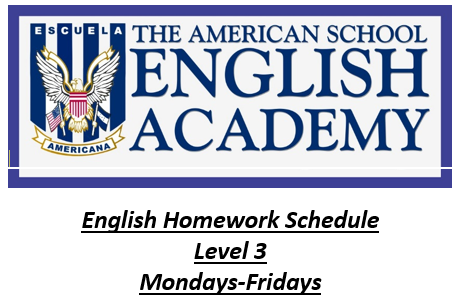 ESCUELA
AMERICANA
THE AMERICAN SCHOOL
ENGLISH
ACADEMY
English Homework Schedule
Level 3
Mondays-Fridays